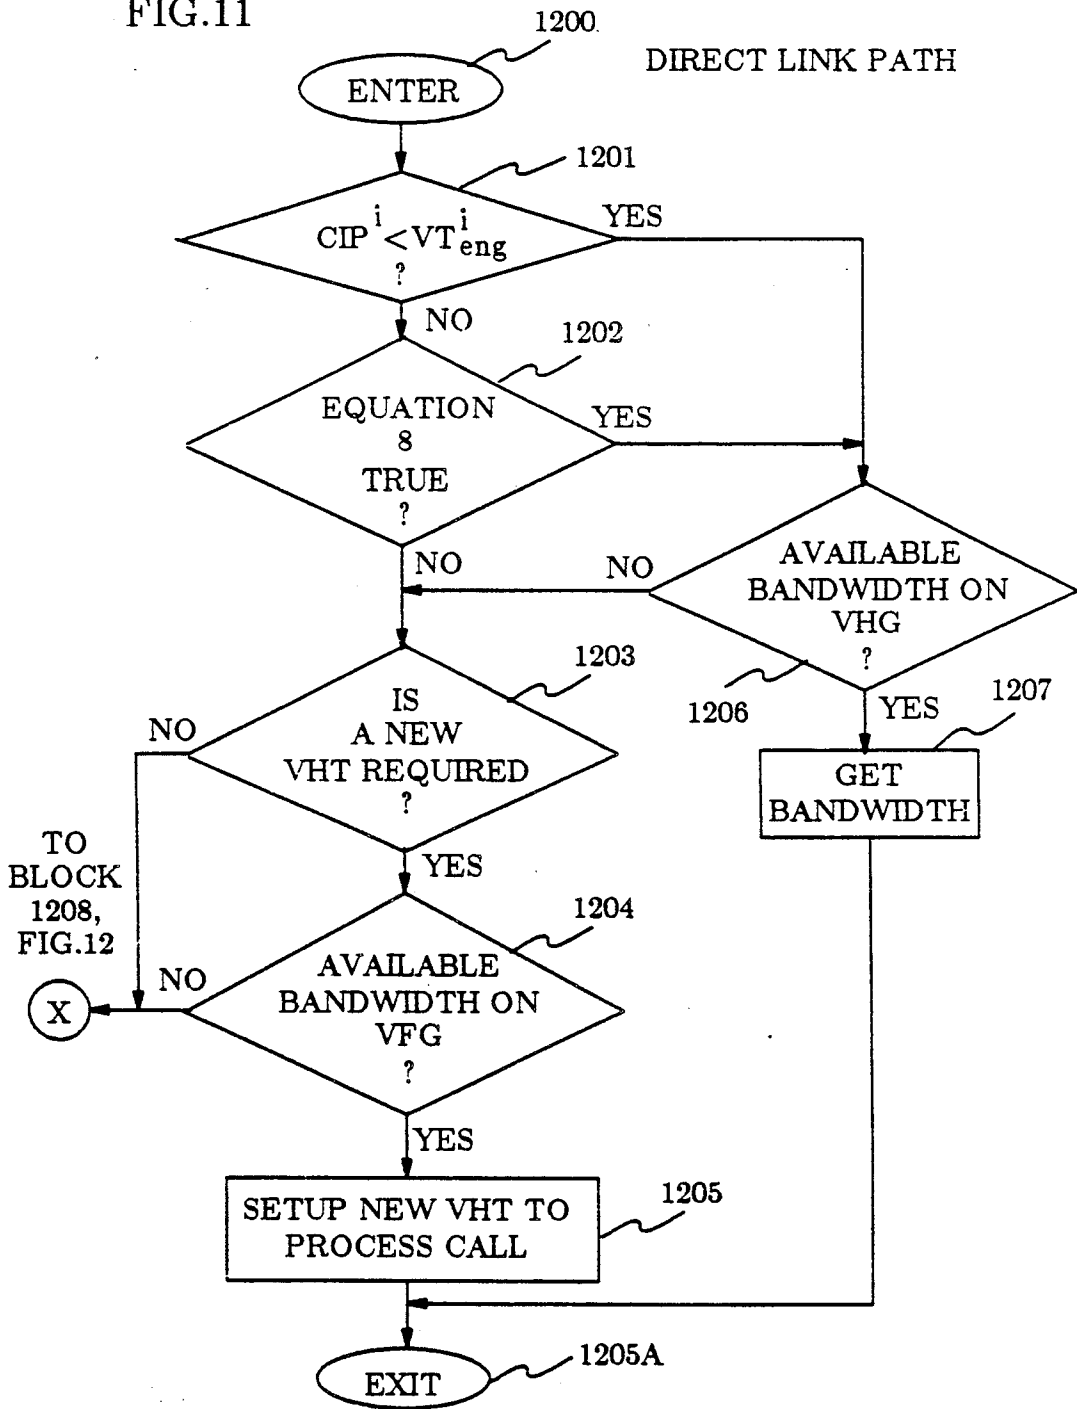 FIG.11
1200
DIRECT LINK PATH
ENTER
1201
CIP^i < VT^i_eng
?
YES
NO
1202
EQUATION
8
TRUE
?
YES
NO
NO
AVAILABLE
BANDWIDTH ON
VHG
?
1206
YES
1207
GET
BANDWIDTH
1203
IS
A NEW
VHT REQUIRED
?
NO
YES
TO
BLOCK
1208,
FIG.12
1204
AVAILABLE
BANDWIDTH ON
VFG
?
NO
X
YES
1205
SETUP NEW VHT TO
PROCESS CALL
1205A
EXIT